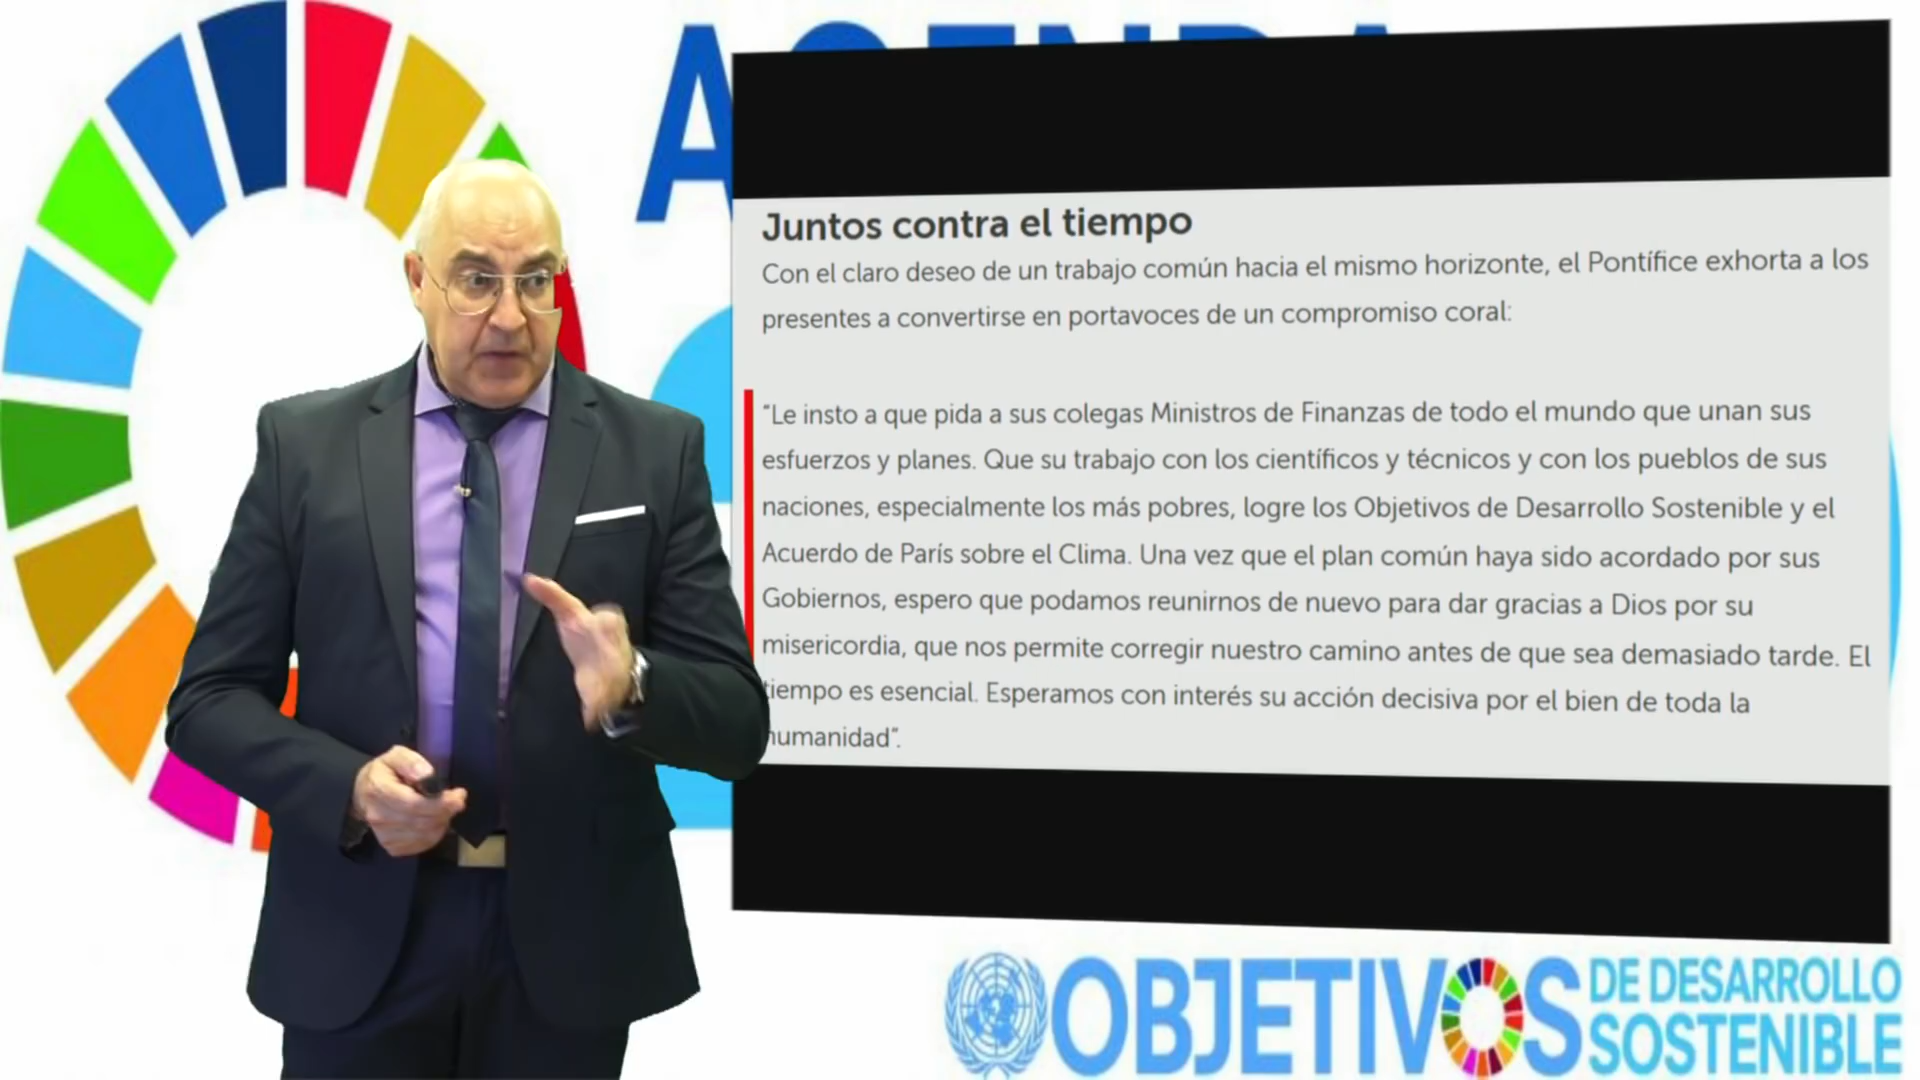 Juntos contra el tiempo
Con el claro deseo de un trabajo común hacia el mismo horizonte, el Pontífice exhorta a los
presentes a convertirse en portavoces de un compromiso coral:
“Le insto a que pida a sus colegas Ministros de Finanzas de todo el mundo que unan sus
esfuerzos y planes. Que su trabajo con los científicos y técnicos y con los pueblos de sus
naciones, especialmente los más pobres, logre los Objetivos de Desarrollo Sostenible y el
Acuerdo de París sobre el Clima. Una vez que el plan común haya sido acordado por sus
Gobiernos, espero que podamos reunirnos de nuevo para dar gracias a Dios por su
misericordia, que nos permite corregir nuestro camino antes de que sea demasiado tarde. El
tiempo es esencial. Esperamos con interés su acción decisiva por el bien de toda la
humanidad”.
OBJETIVOS
DE DESARROLLO
SOSTENIBLE